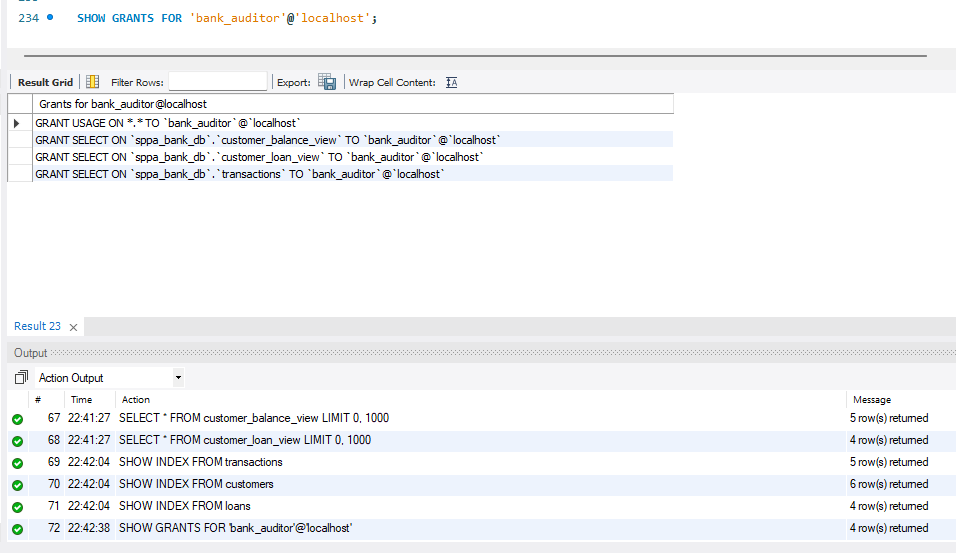 234 SHOW GRANTS FOR 'bank_auditor'@'localhost';
Result Grid Filter Rows: Export: Wrap Cell Content:
Grants for bank_auditor@localhost
GRANT USAGE ON *.* TO `bank_auditor`@`localhost`
GRANT SELECT ON `sppa_bank_db`.`customer_balance_view` TO `bank_auditor`@`localhost`
GRANT SELECT ON `sppa_bank_db`.`customer_loan_view` TO `bank_auditor`@`localhost`
GRANT SELECT ON `sppa_bank_db`.`transactions` TO `bank_auditor`@`localhost`
Result 23
Output
Action Output
# Time Action Message
67 22:41:27 SELECT * FROM customer_balance_view LIMIT 0, 1000 5 row(s) returned
68 22:41:27 SELECT * FROM customer_loan_view LIMIT 0, 1000 4 row(s) returned
69 22:42:04 SHOW INDEX FROM transactions 5 row(s) returned
70 22:42:04 SHOW INDEX FROM customers 6 row(s) returned
71 22:42:04 SHOW INDEX FROM loans 4 row(s) returned
72 22:42:38 SHOW GRANTS FOR 'bank_auditor'@'localhost' 4 row(s) returned